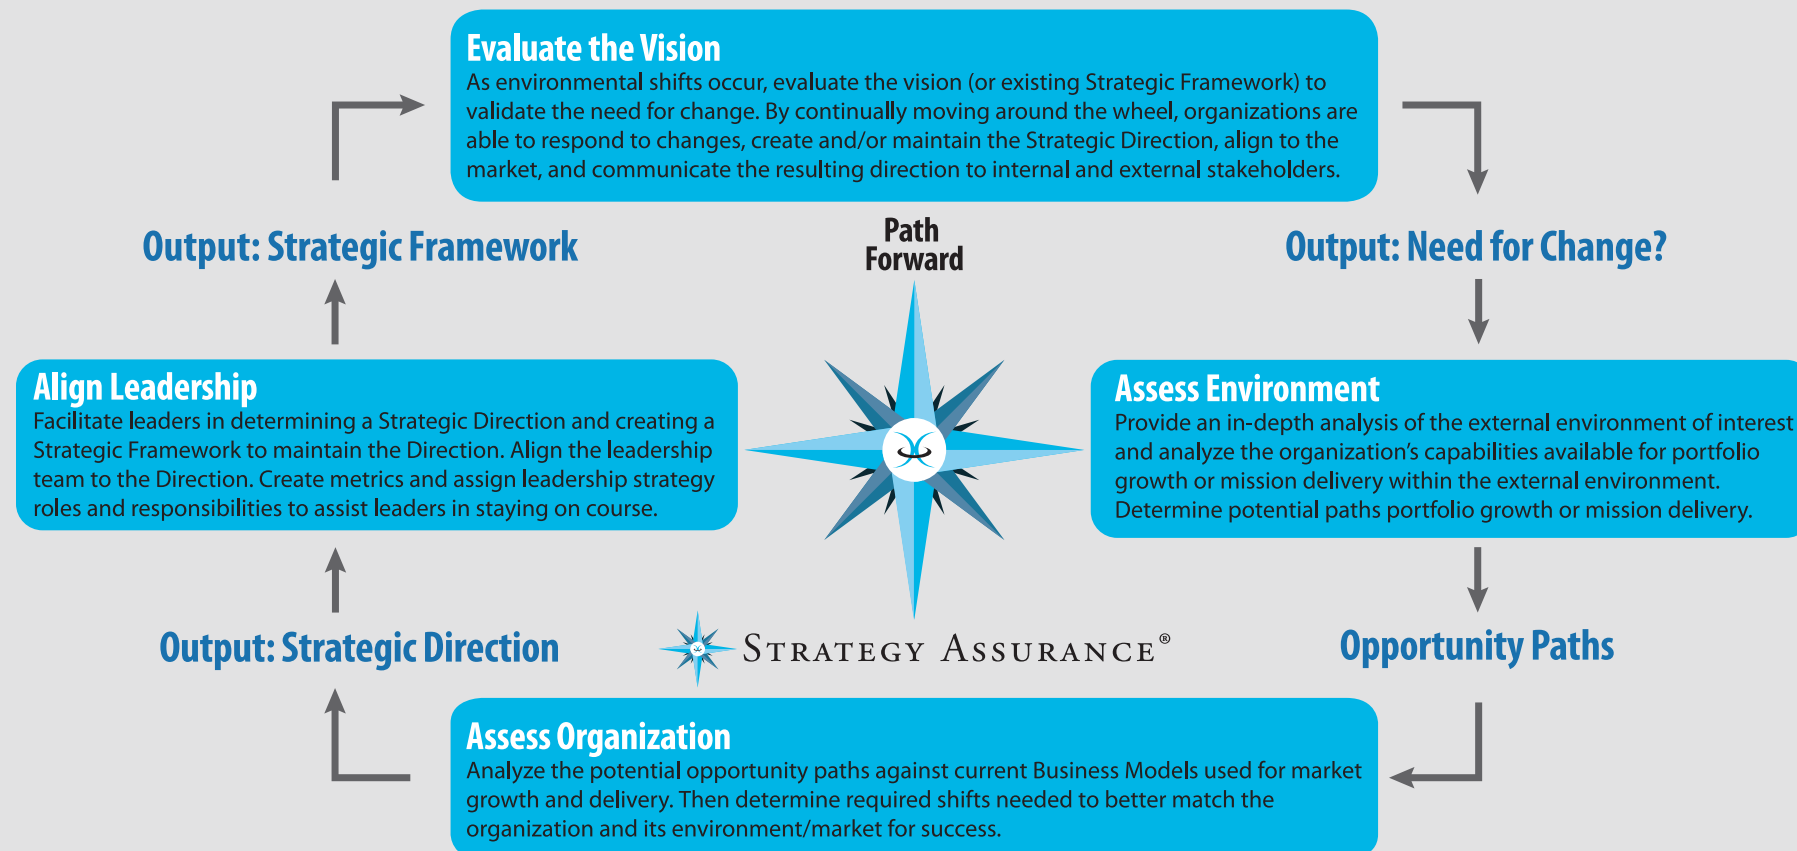 Evaluate the Vision
As environmental shifts occur, evaluate the vision (or existing Strategic Framework) to
validate the need for change. By continually moving around the wheel, organizations are
able to respond to changes, create and/or maintain the Strategic Direction, align to the
market, and communicate the resulting direction to internal and external stakeholders.
Output: Strategic Framework
Path
Forward
Output: Need for Change?
Align Leadership
Facilitate leaders in determining a Strategic Direction and creating a
Strategic Framework to maintain the Direction. Align the leadership
team to the Direction. Create metrics and assign leadership strategy
roles and responsibilities to assist leaders in staying on course.
Assess Environment
Provide an in-depth analysis of the external environment of interest
and analyze the organization's capabilities available for portfolio
growth or mission delivery within the external environment.
Determine potential paths portfolio growth or mission delivery.
Output: Strategic Direction
STRATEGY ASSURANCE®
Opportunity Paths
Assess Organization
Analyze the potential opportunity paths against current Business Models used for market
growth and delivery. Then determine required shifts needed to better match the
organization and its environment/market for success.